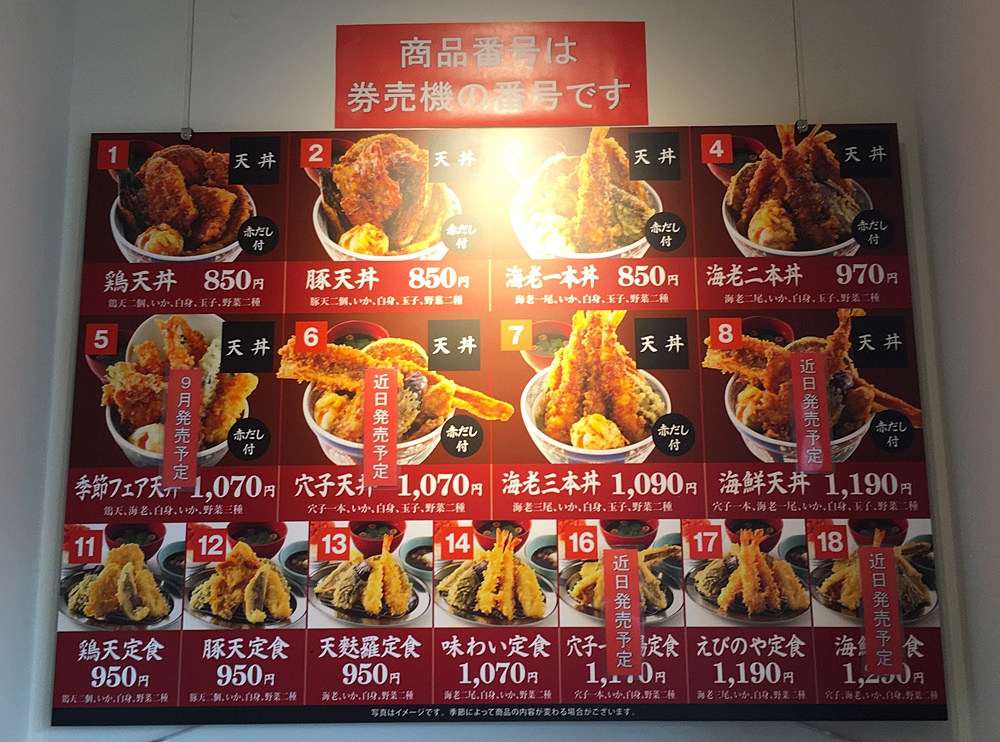 商品番号は
券売機の番号です
1
天丼
赤だし付
鶏天丼 850円
鶏天二個、いか、白身、玉子、野菜二種
2
天丼
赤だし付
豚天丼 850円
豚天二個、いか、白身、玉子、野菜二種
3
天丼
赤だし付
海老一本丼 850円
海老一尾、いか、白身、玉子、野菜二種
4
天丼
赤だし付
海老二本丼 970円
海老二尾、いか、白身、玉子、野菜二種
5
天丼
9月発売予定
赤だし付
季節フェア天丼 1,070円
鶏天、海老、白身、いか、野菜三種
6
天丼
近日発売予定
赤だし付
穴子天丼 1,070円
穴子一本、いか、白身、玉子、野菜二種
7
天丼
赤だし付
海老三本丼 1,090円
海老三尾、いか、白身、玉子、野菜二種
8
天丼
近日発売予定
赤だし付
海鮮天丼 1,190円
穴子一本、海老一尾、いか、白身、玉子、野菜二種
11
鶏天定食
950円
鶏天二個、いか、白身、野菜二種
12
豚天定食
950円
豚天二個、いか、白身、野菜二種
13
天麩羅定食
950円
海老、いか、白身、野菜二種
14
味わい定食
1,070円
海老二尾、いか、白身、野菜二種
16
近日発売予定
穴子一 定食
穴子一本、いか、白身、野菜二種
17
えびのや定食
1,190円
海老三尾、いか、白身、野菜二種
18
近日発売予定
海 定食
穴子、海老、いか、白身、野菜二種
写真はイメージです。季節によって商品の内容が変わる場合がございます。